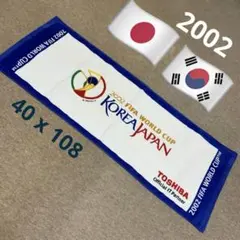 2002
2002 FIFA WORLD CUP
2002 FIFA WORLD CUP
KOREA JAPAN
40 x 108
TOSHIBA
Official IT Partner
2002 FIFA WORLD CUP